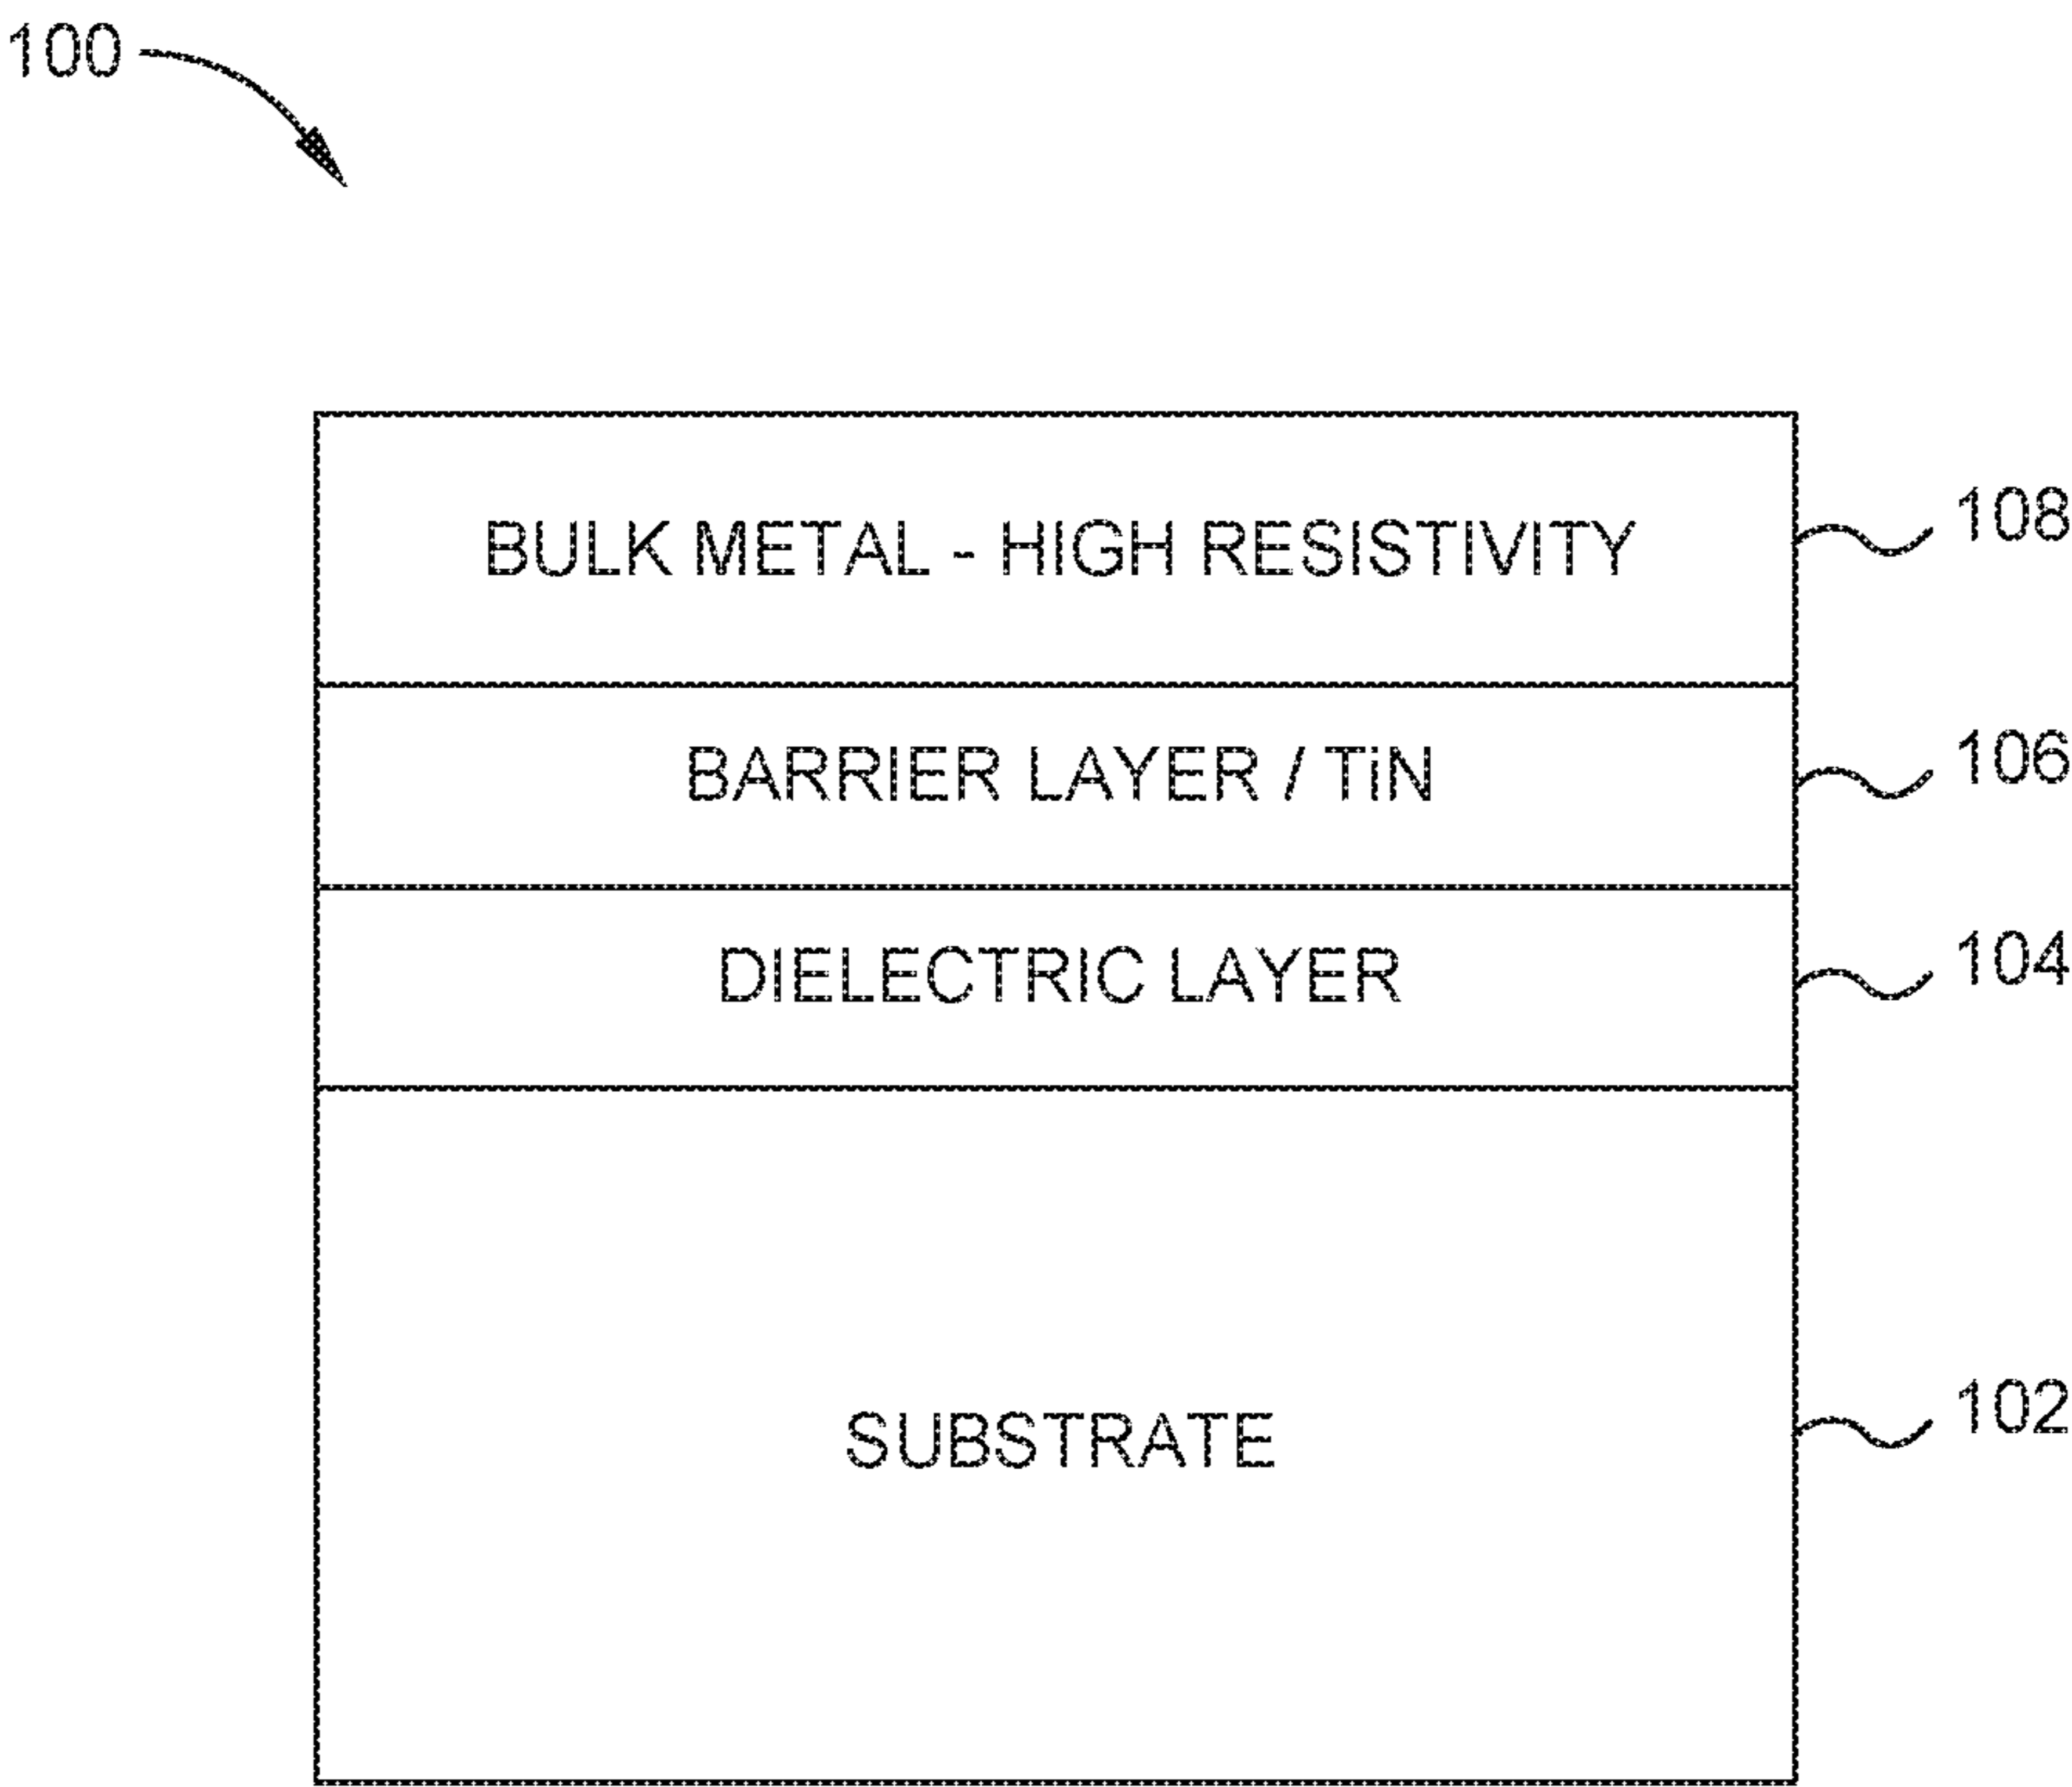 100
BULK METAL - HIGH RESISTIVITY
108
BARRIER LAYER / TiN
106
DIELECTRIC LAYER
104
SUBSTRATE
102